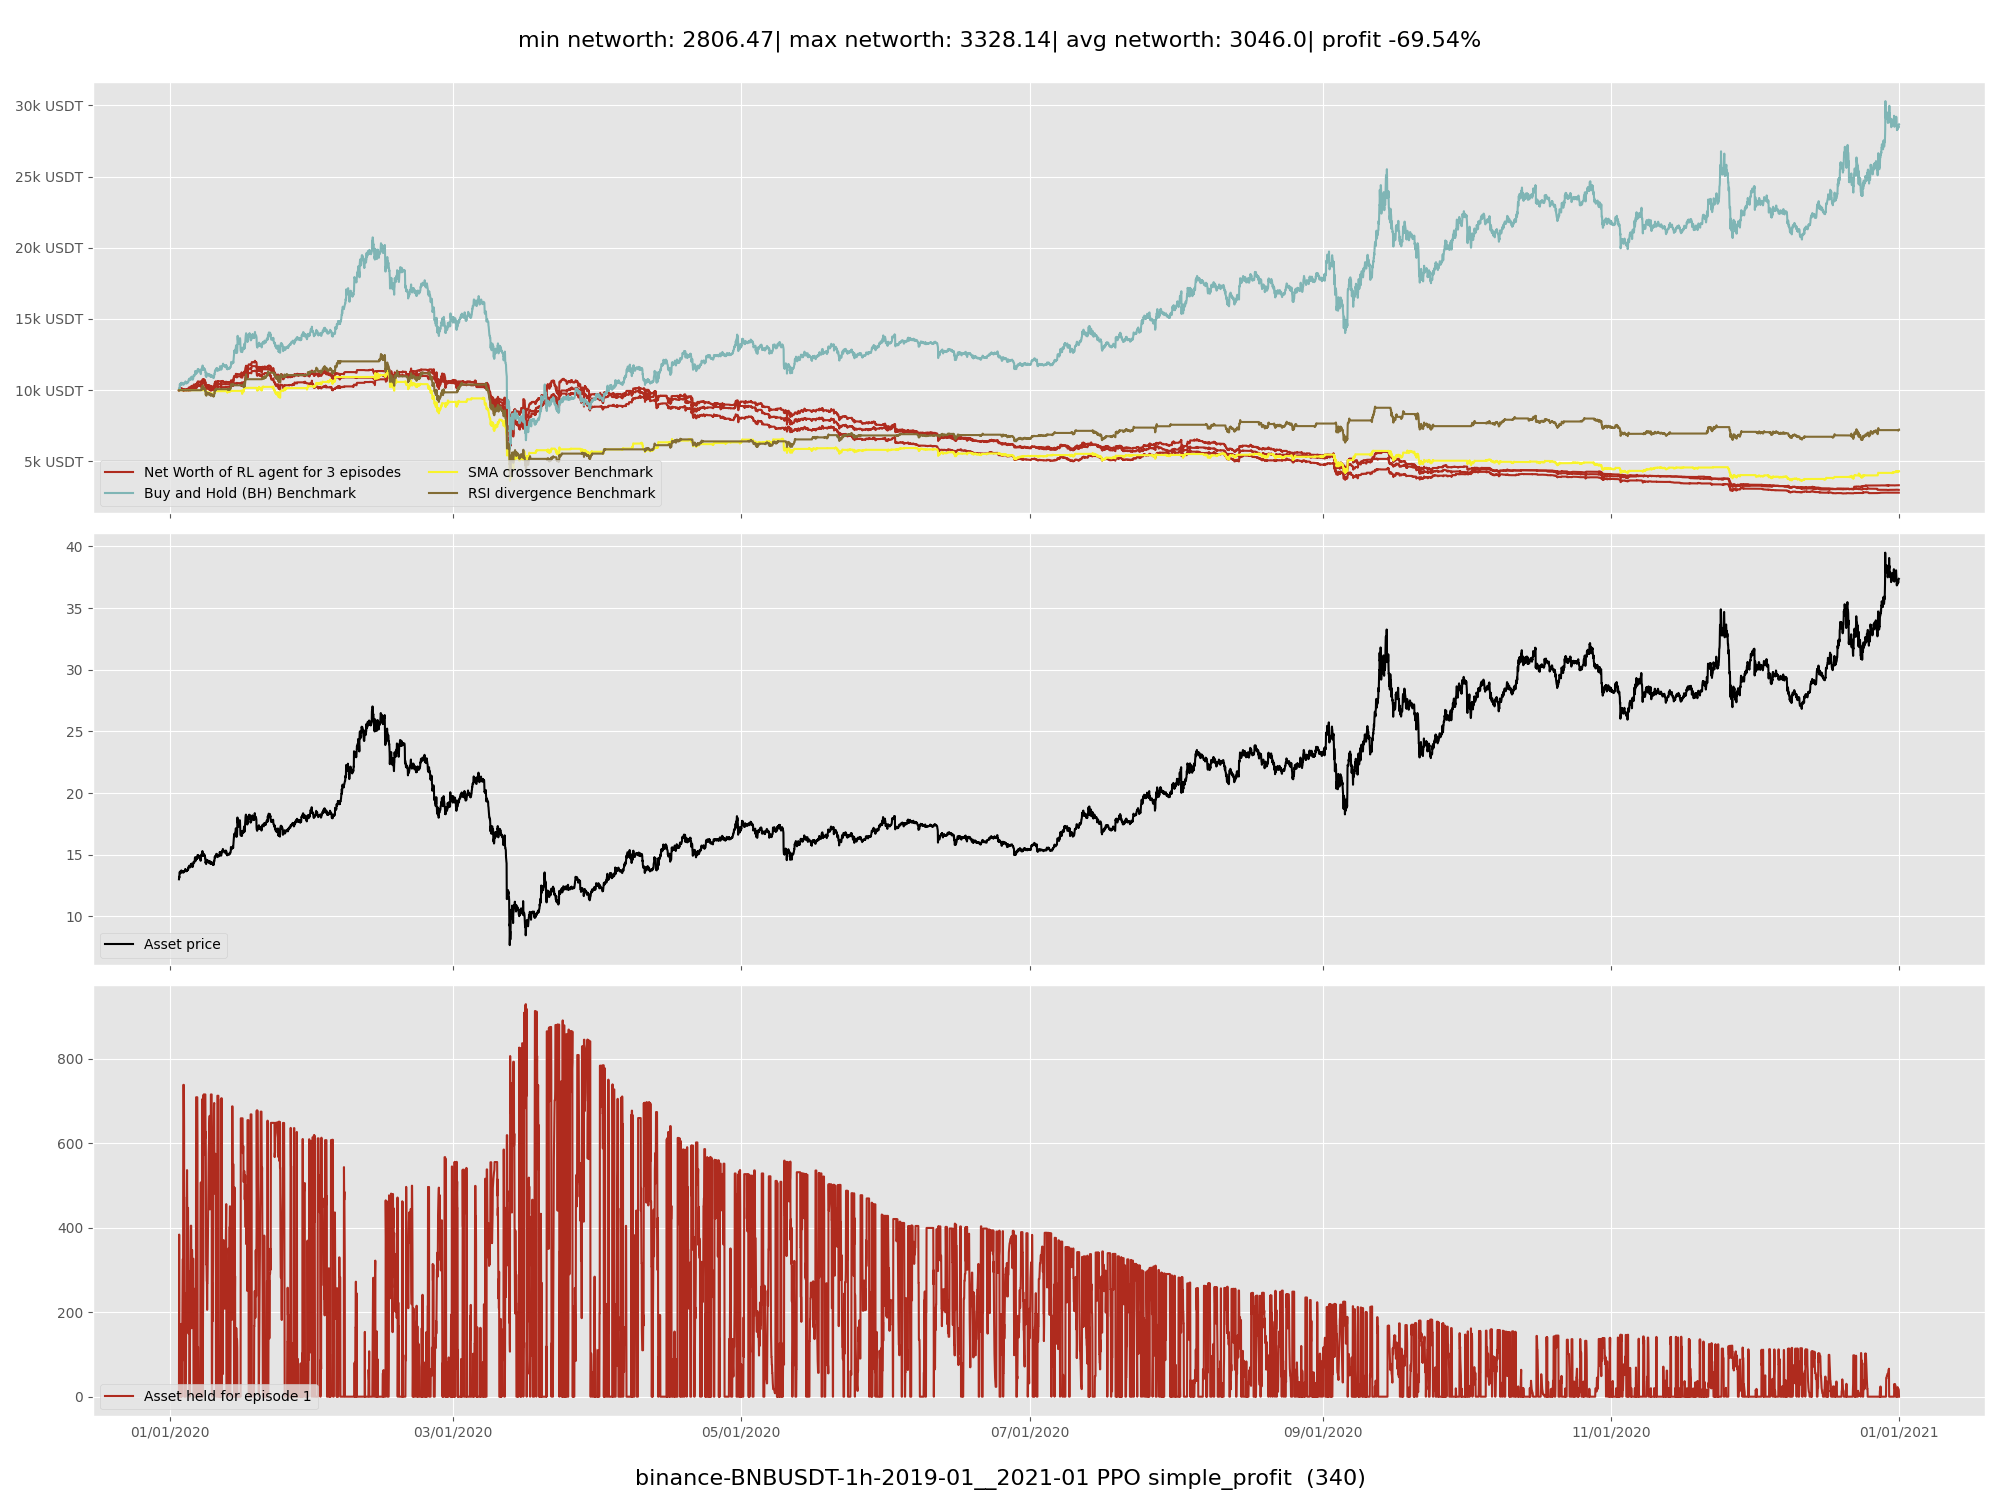 min networth: 2806.47| max networth: 3328.14| avg networth: 3046.0| profit -69.54%
30k USDT
25k USDT
20k USDT
15k USDT
10k USDT
5k USDT
Net Worth of RL agent for 3 episodes
Buy and Hold (BH) Benchmark
SMA crossover Benchmark
RSI divergence Benchmark
40
35
30
25
20
15
10
Asset price
800
600
400
200
0
Asset held for episode 1
01/01/2020 03/01/2020 05/01/2020 07/01/2020 09/01/2020 11/01/2020 01/01/2021
binance-BNBUSDT-1h-2019-01__2021-01 PPO simple_profit (340)